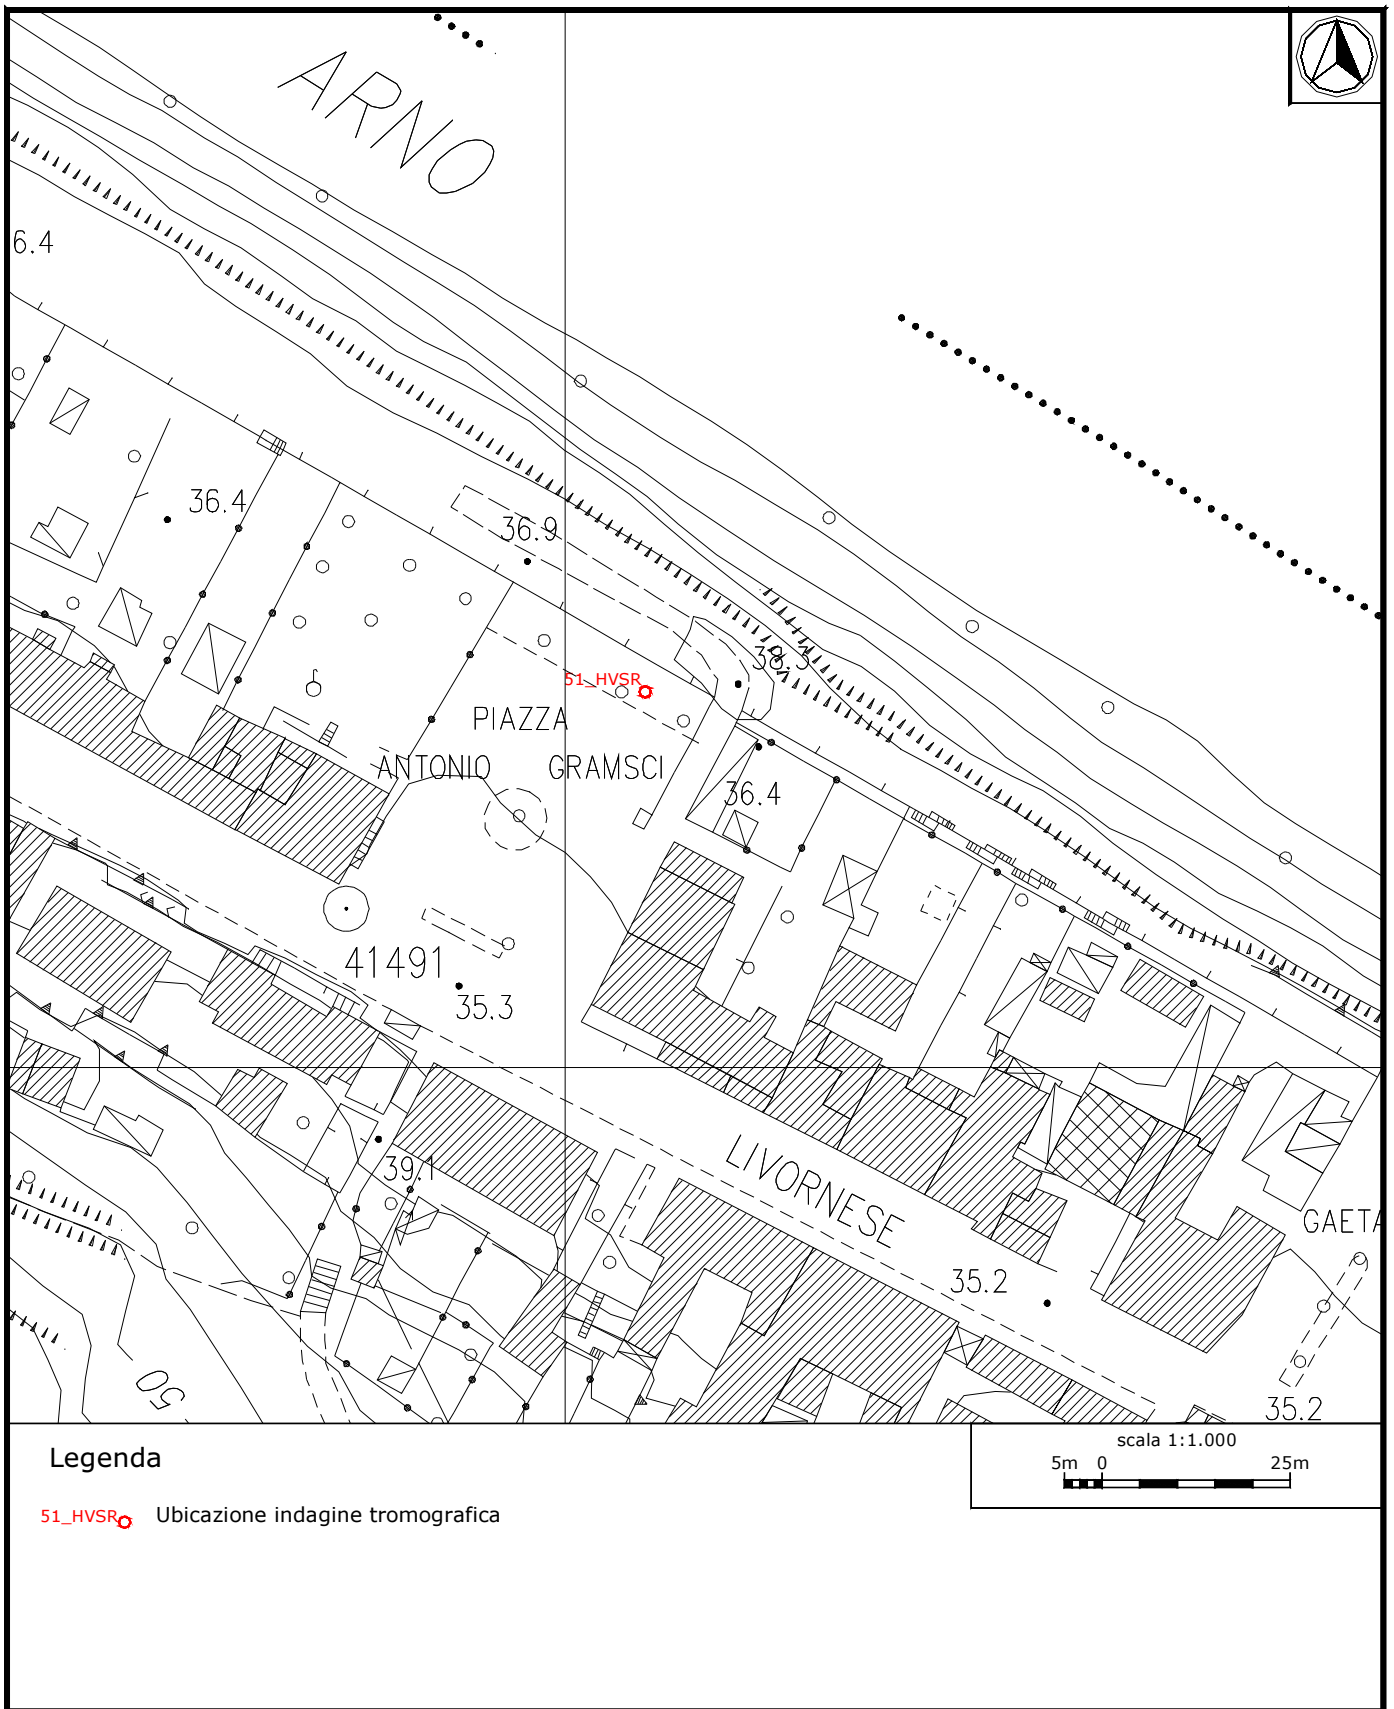 ARNO
6.4
36.4
36.9
38.3
51_HVSR
PIAZZA
ANTONIO GRAMSCI
36.4
41491
35.3
39.1
LIVORNESE
GAETA
35.2
50
35.2
Legenda
51_HVSR Ubicazione indagine tromografica
scala 1:1.000
5m 0 25m